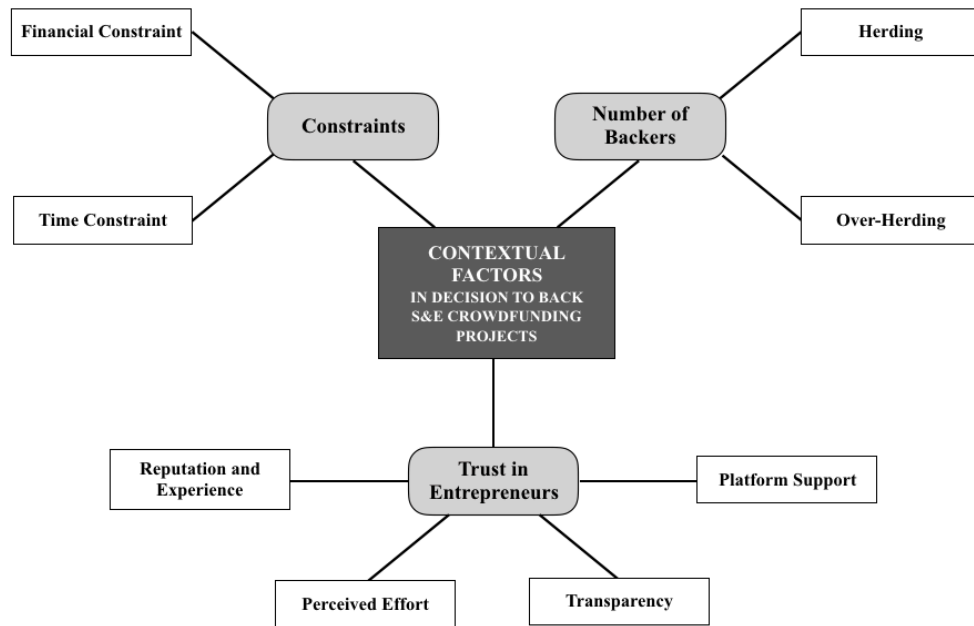 Financial Constraint
Herding
Constraints
Number of
Backers
Time Constraint
Over-Herding
CONTEXTUAL
FACTORS
IN DECISION TO BACK
S&E CROWDFUNDING
PROJECTS
Reputation and
Experience
Trust in
Entrepreneurs
Platform Support
Perceived Effort
Transparency